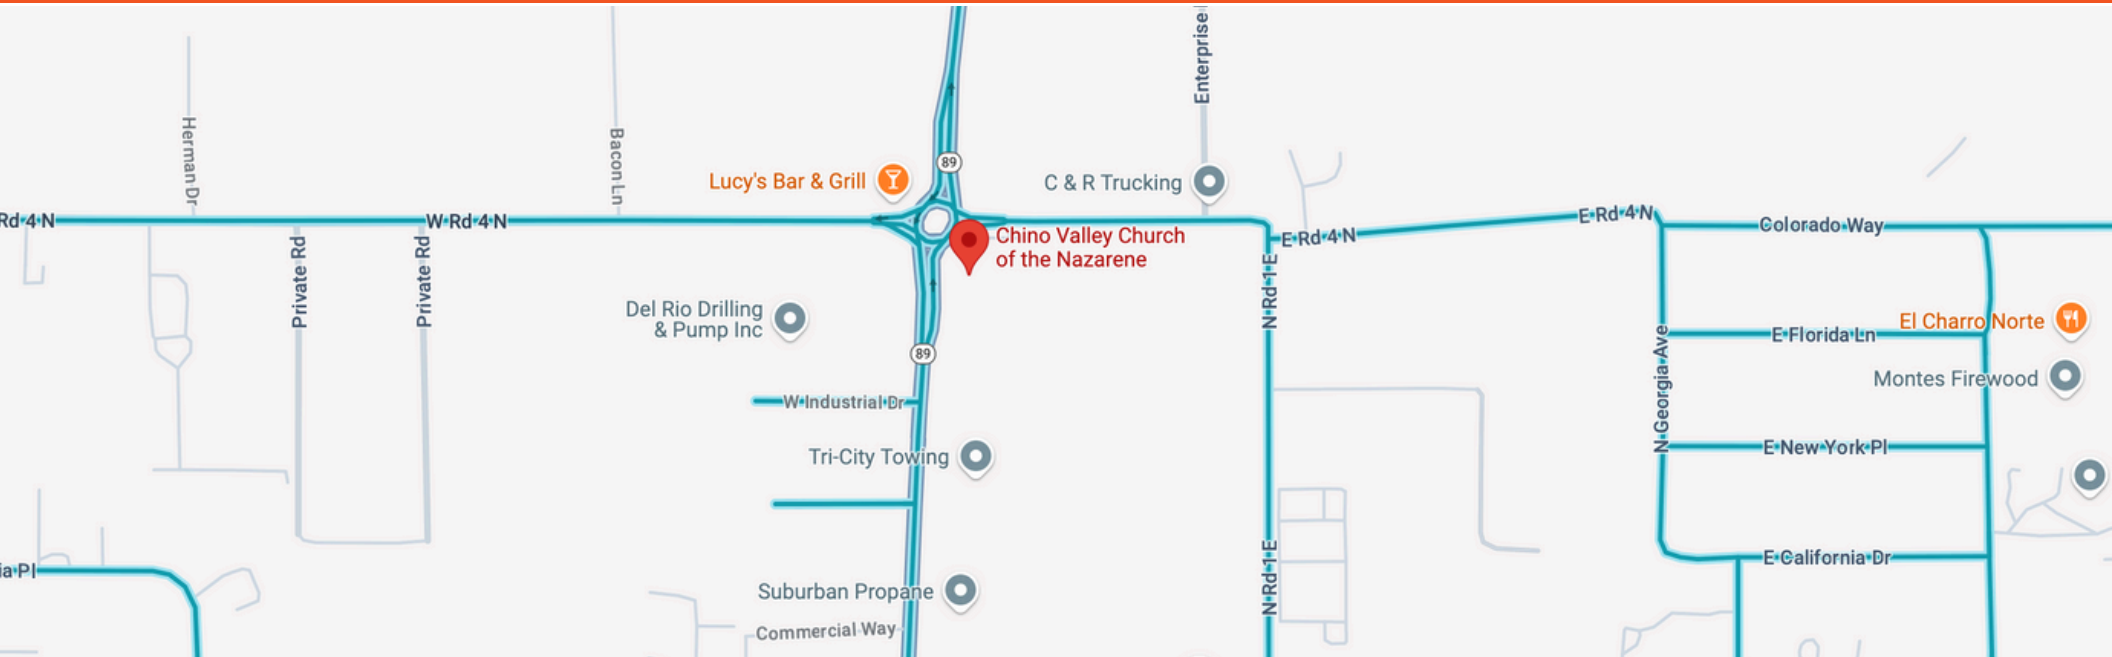 Enterprise
Herman Dr
Bacon Ln
89
Lucy's Bar & Grill
C & R Trucking
Rd 4 N
W Rd 4 N
E Rd 4 N
E Rd 4 N
Colorado Way
Chino Valley Church
of the Nazarene
Private Rd
Private Rd
N Rd 1 E
Del Rio Drilling
& Pump Inc
El Charro Norte
E Florida Ln
89
N Georgia Ave
Montes Firewood
W Industrial Dr
E New York Pl
Tri-City Towing
E California Dr
ia Pl
N Rd 1 E
Suburban Propane
Commercial Way